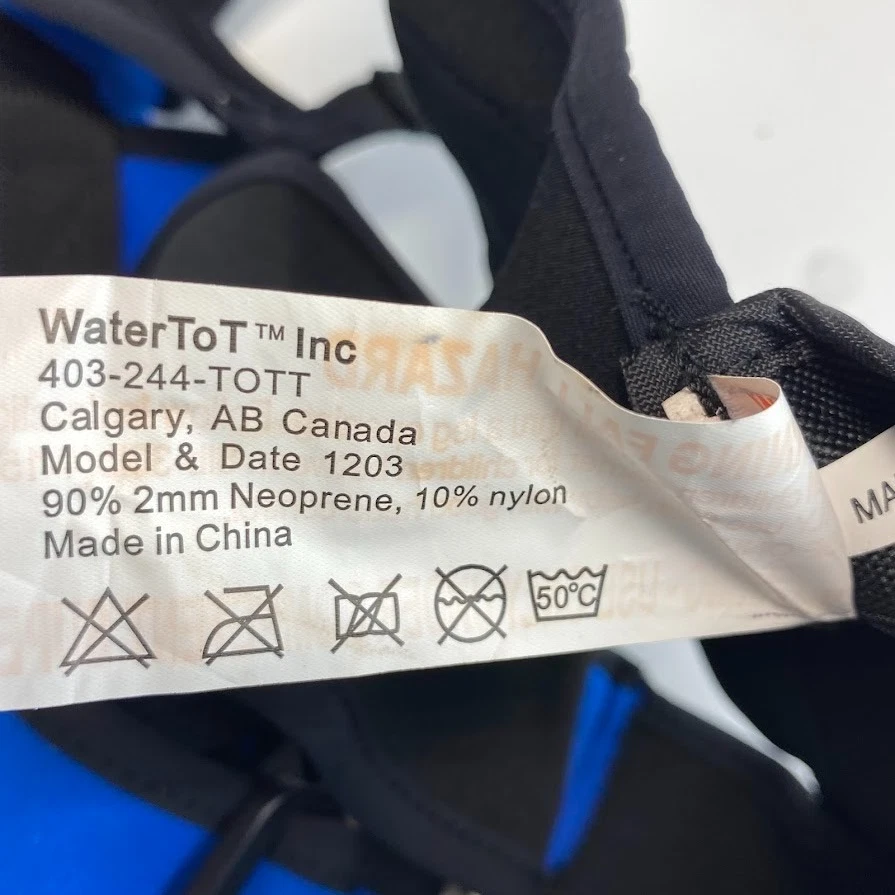 WaterToT™ Inc
403-244-TOTT
Calgary, AB Canada
Model & Date 1203
90% 2mm Neoprene, 10% nylon
Made in China
50°C
MA